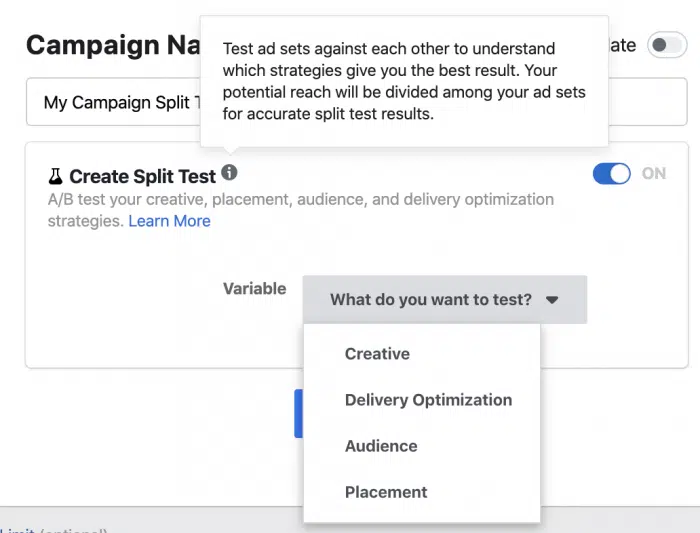 Campaign Na
Test ad sets against each other to understand
which strategies give you the best result. Your
potential reach will be divided among your ad sets
for accurate split test results.
ate
My Campaign Split T
Create Split Test
A/B test your creative, placement, audience, and delivery optimization
strategies. Learn More
ON
Variable
What do you want to test?
Creative
Delivery Optimization
Audience
Placement